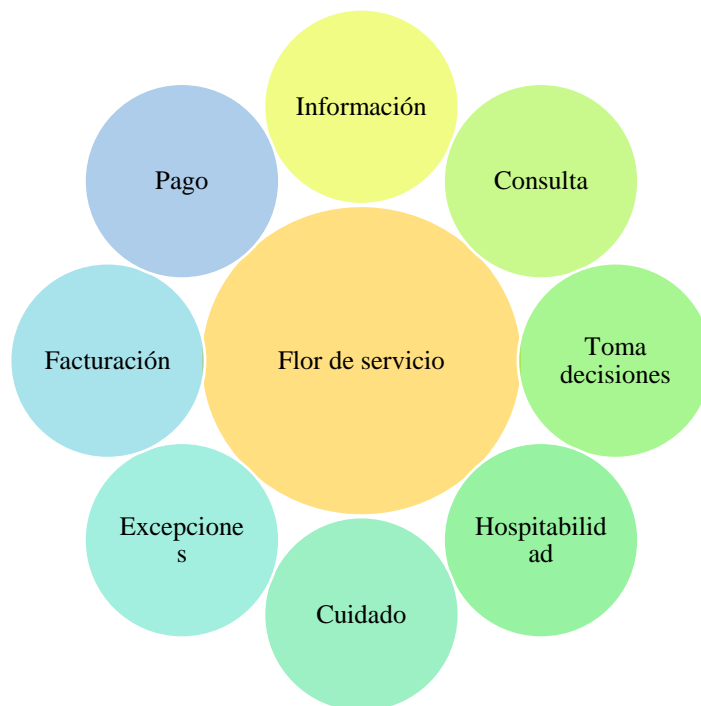 Información
Pago
Consulta
Flor de servicio
Facturación
Toma
decisiones
Excepcione
s
Hospitabilid
ad
Cuidado